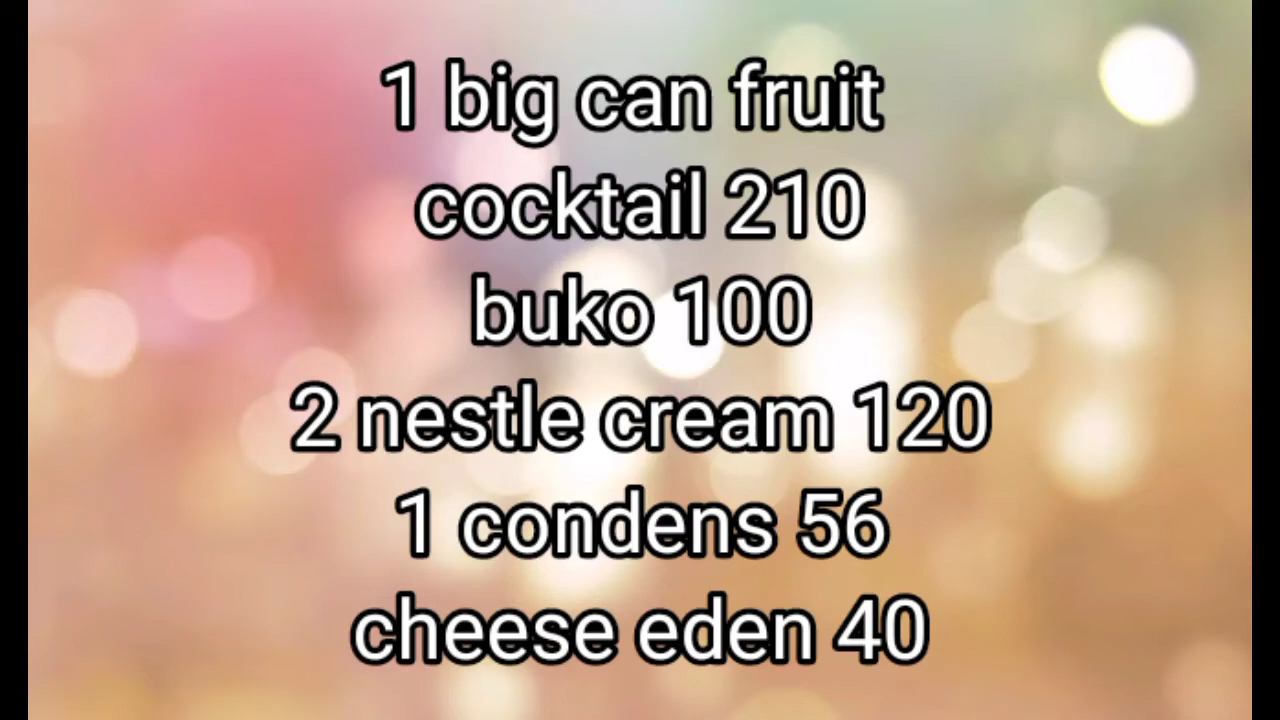 1 big can fruit
cocktail 210
buko 100
2 nestle cream 120
1 condens 56
cheese eden 40